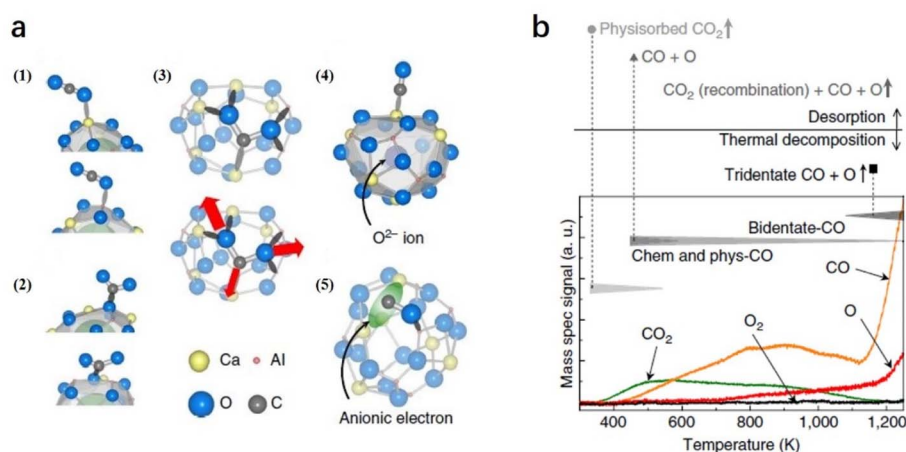 a
(1)
(3)
(4)
(2)
O²⁻ ion
(5)
Ca
Al
O
C
Anionic electron
b
Physisorbed CO₂↑
CO + O
CO₂ (recombination) + CO + O↑
Desorption
Thermal decomposition
Tridentate CO + O↑
Bidentate-CO
Chem and phys-CO
CO
O
CO₂
O₂
Mass spec signal (a. u.)
400 600 800 1,000 1,200
Temperature (K)